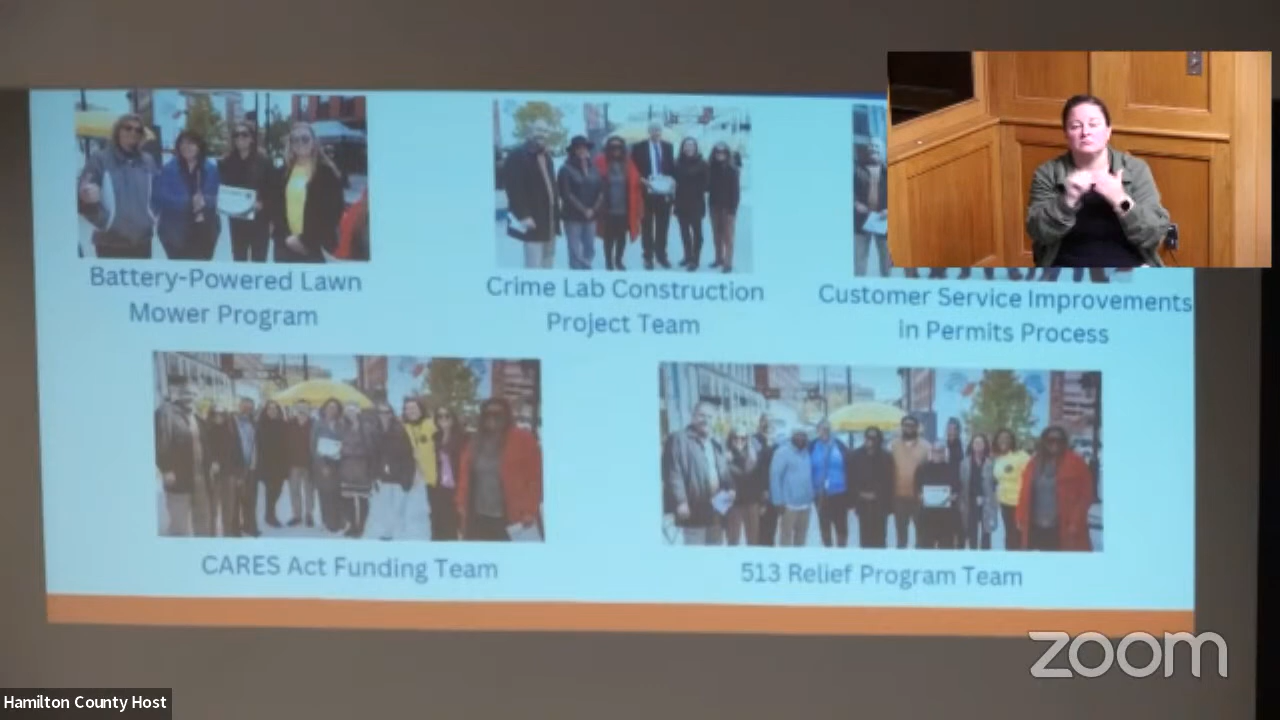 Battery-Powered Lawn
Mower Program
Crime Lab Construction
Project Team
Customer Service Improvements
in Permits Process
CARES Act Funding Team
513 Relief Program Team
zoom
Hamilton County Host